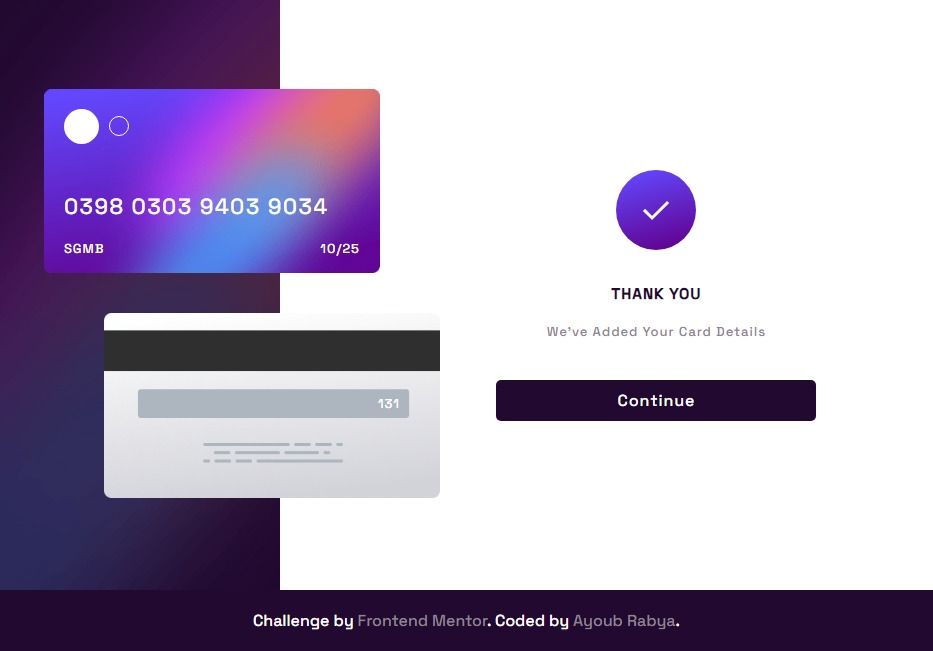 0398 0303 9403 9034
SGMB 10/25
131
THANK YOU
We've Added Your Card Details
Continue
Challenge by Frontend Mentor. Coded by Ayoub Rabya.